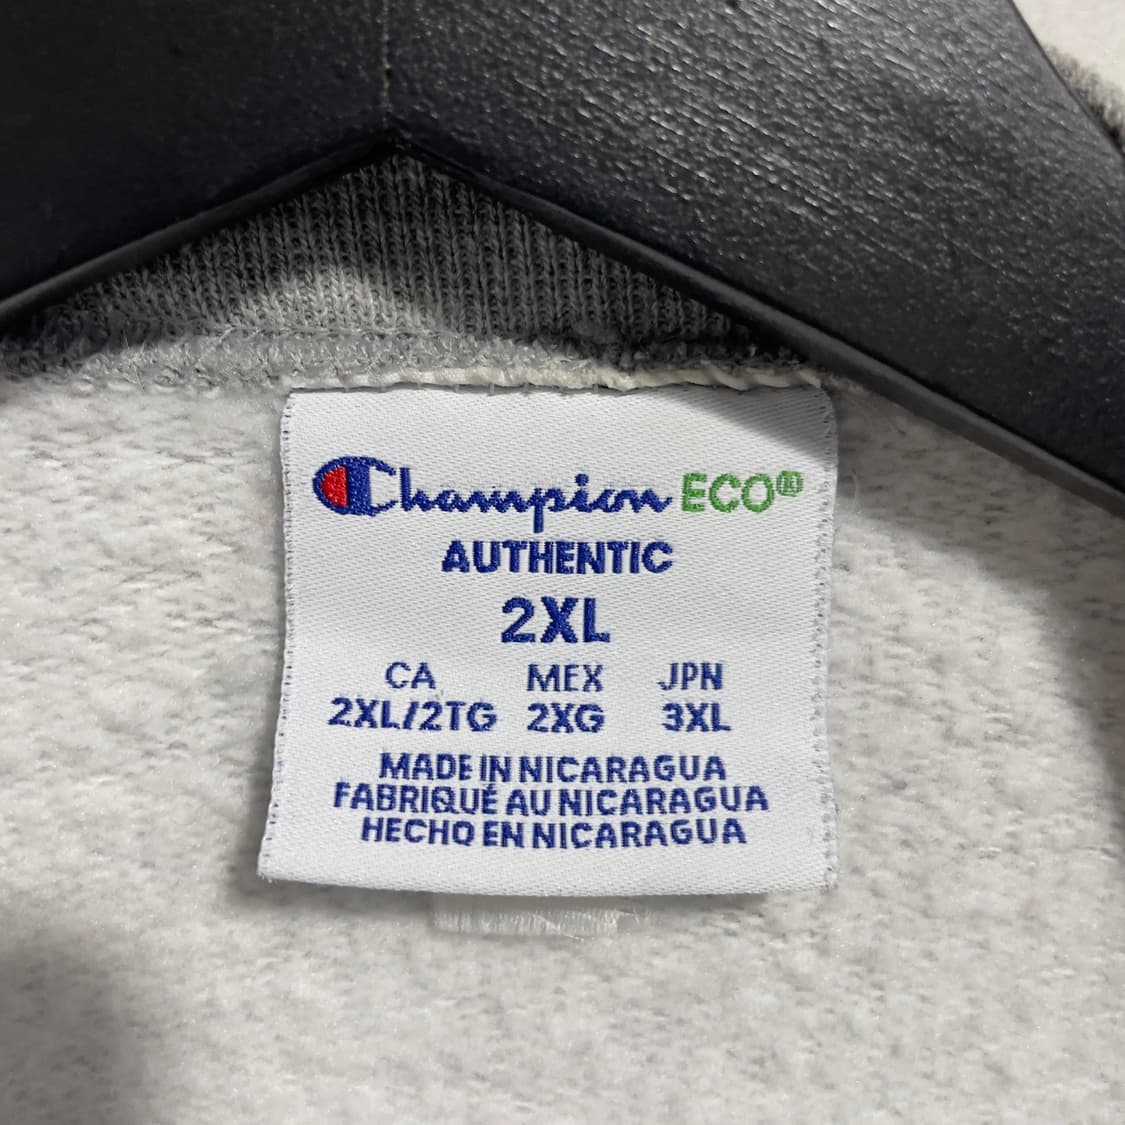 Champion ECO®
AUTHENTIC
2XL
CA MEX JPN
2XL/2TG 2XG 3XL
MADE IN NICARAGUA
FABRIQUÉ AU NICARAGUA
HECHO EN NICARAGUA